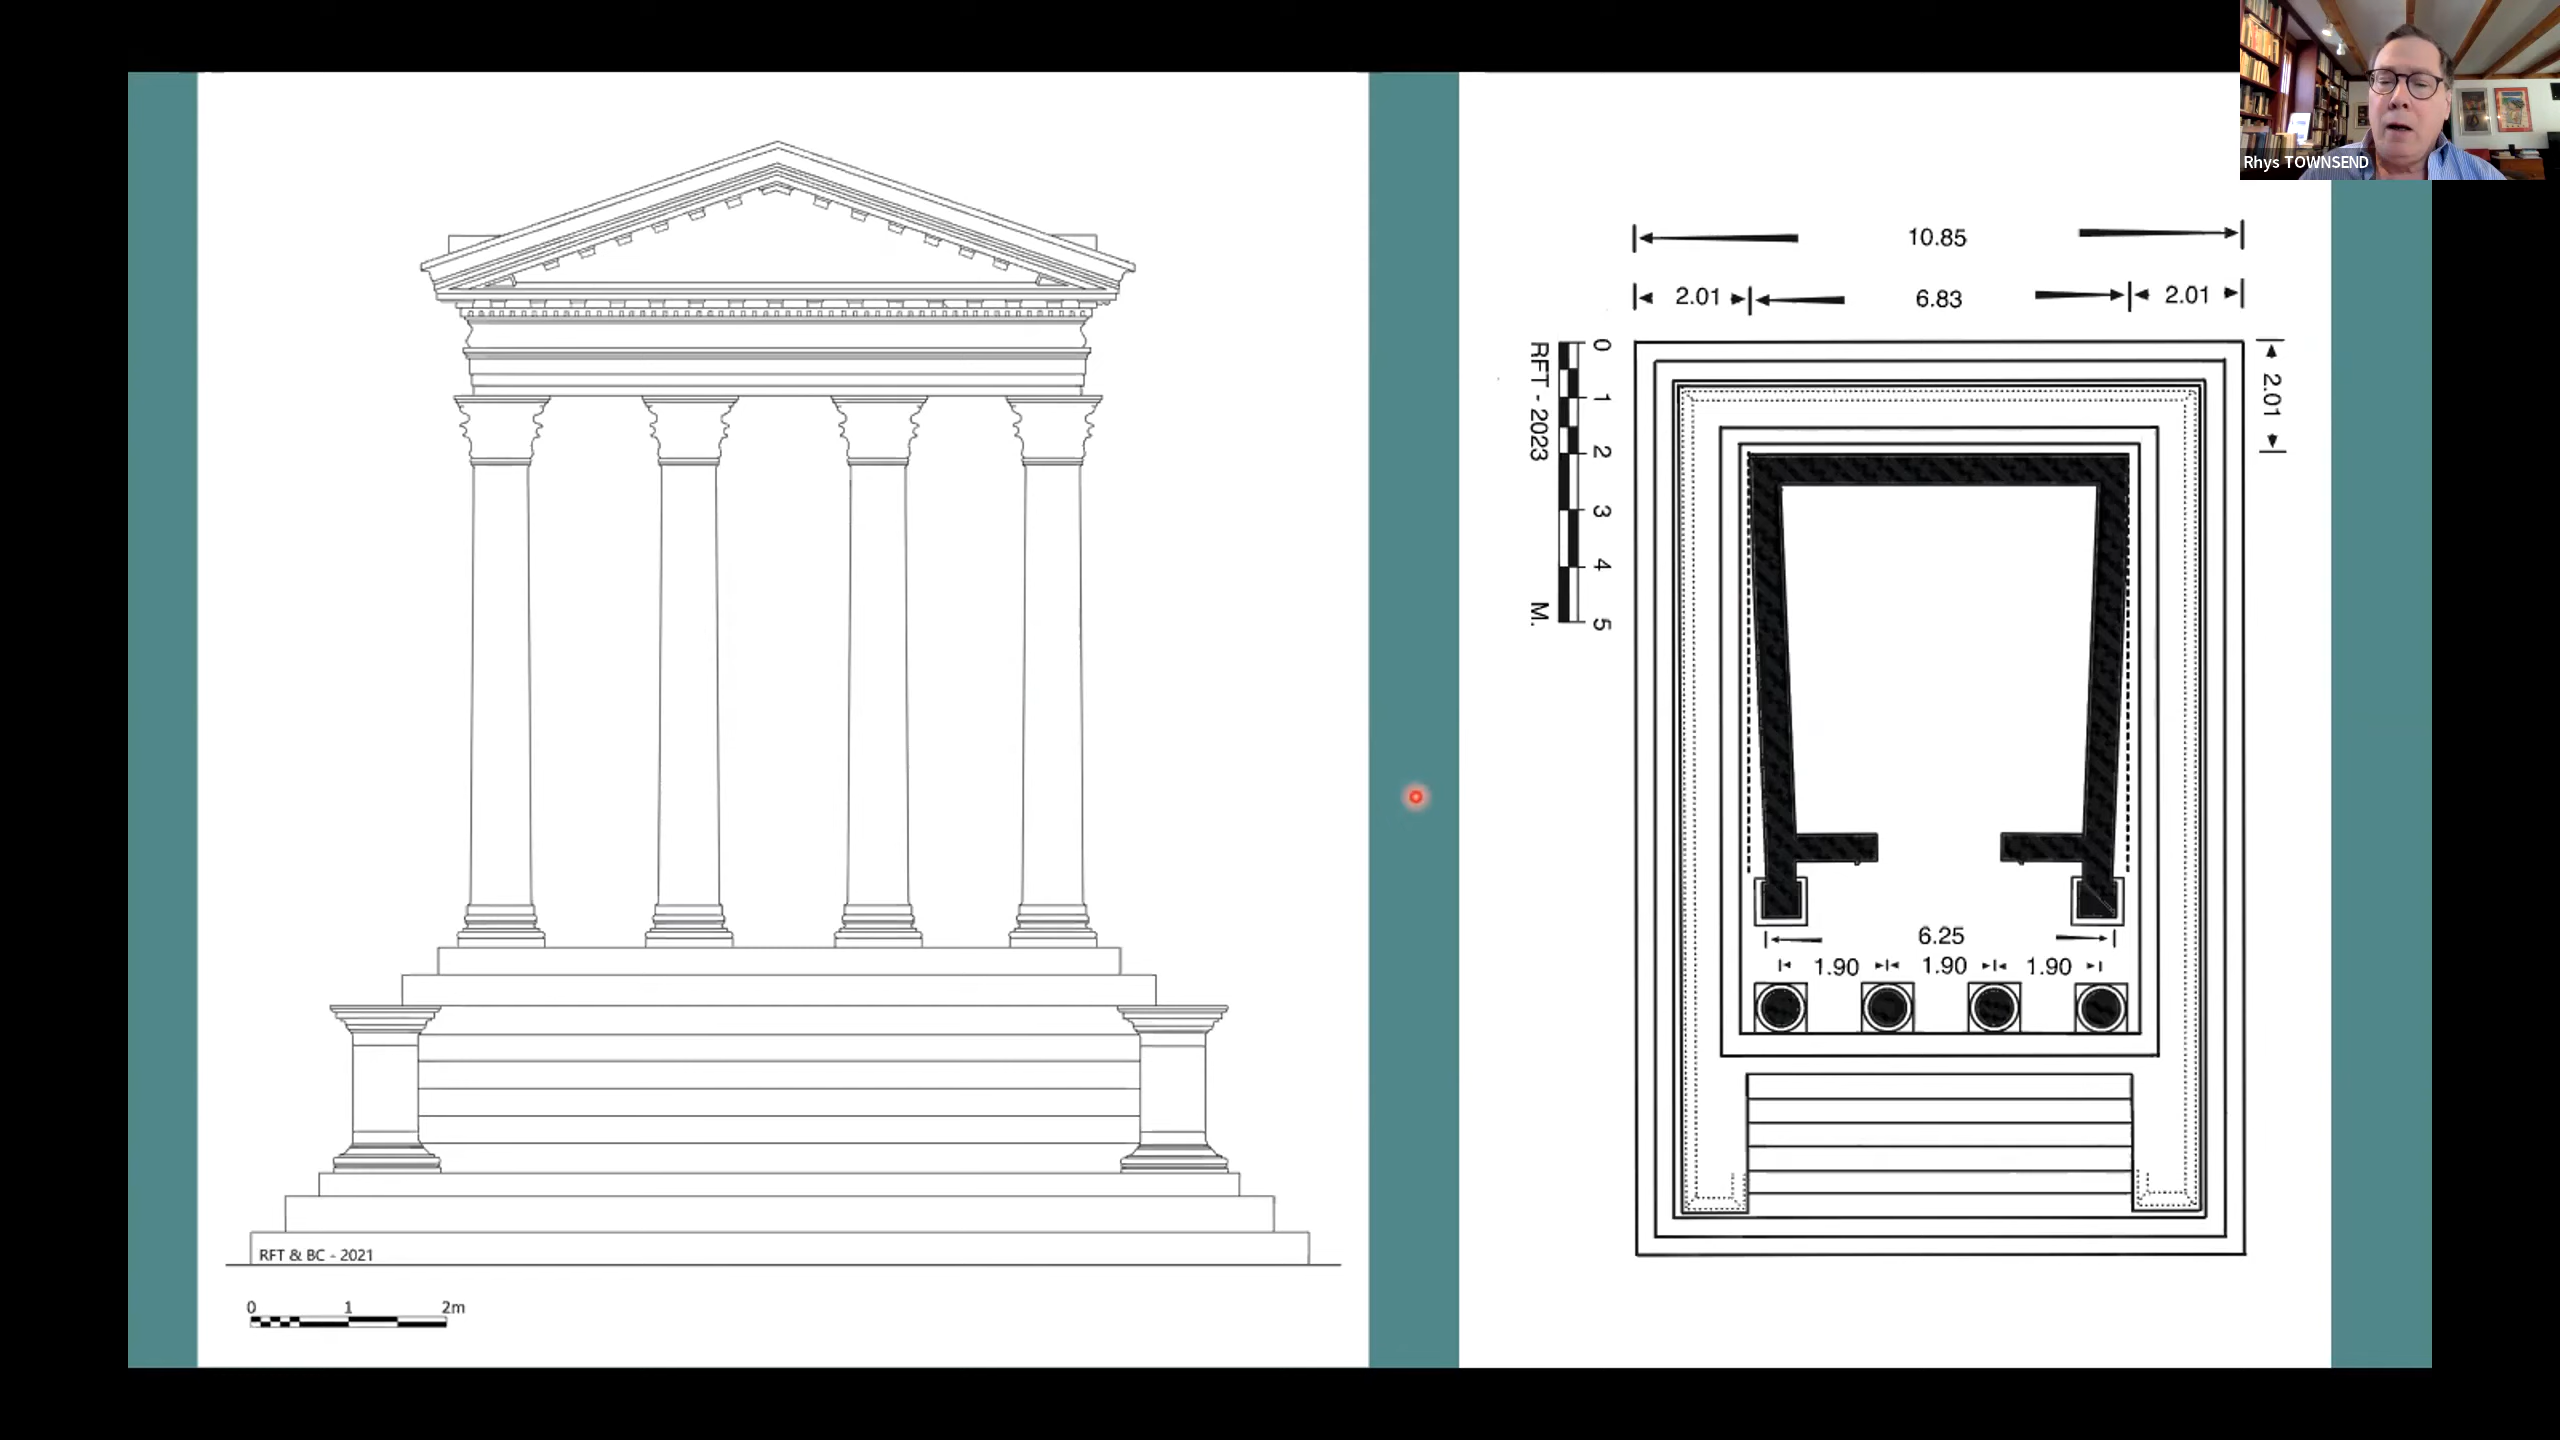 Rhys TOWNSEND
RFT & BC - 2021
0 1 2m
10.85
2.01 6.83 2.01
2.01
0 1 2 3 4 5
RFT - 2023 M.
6.25
1.90 1.90 1.90